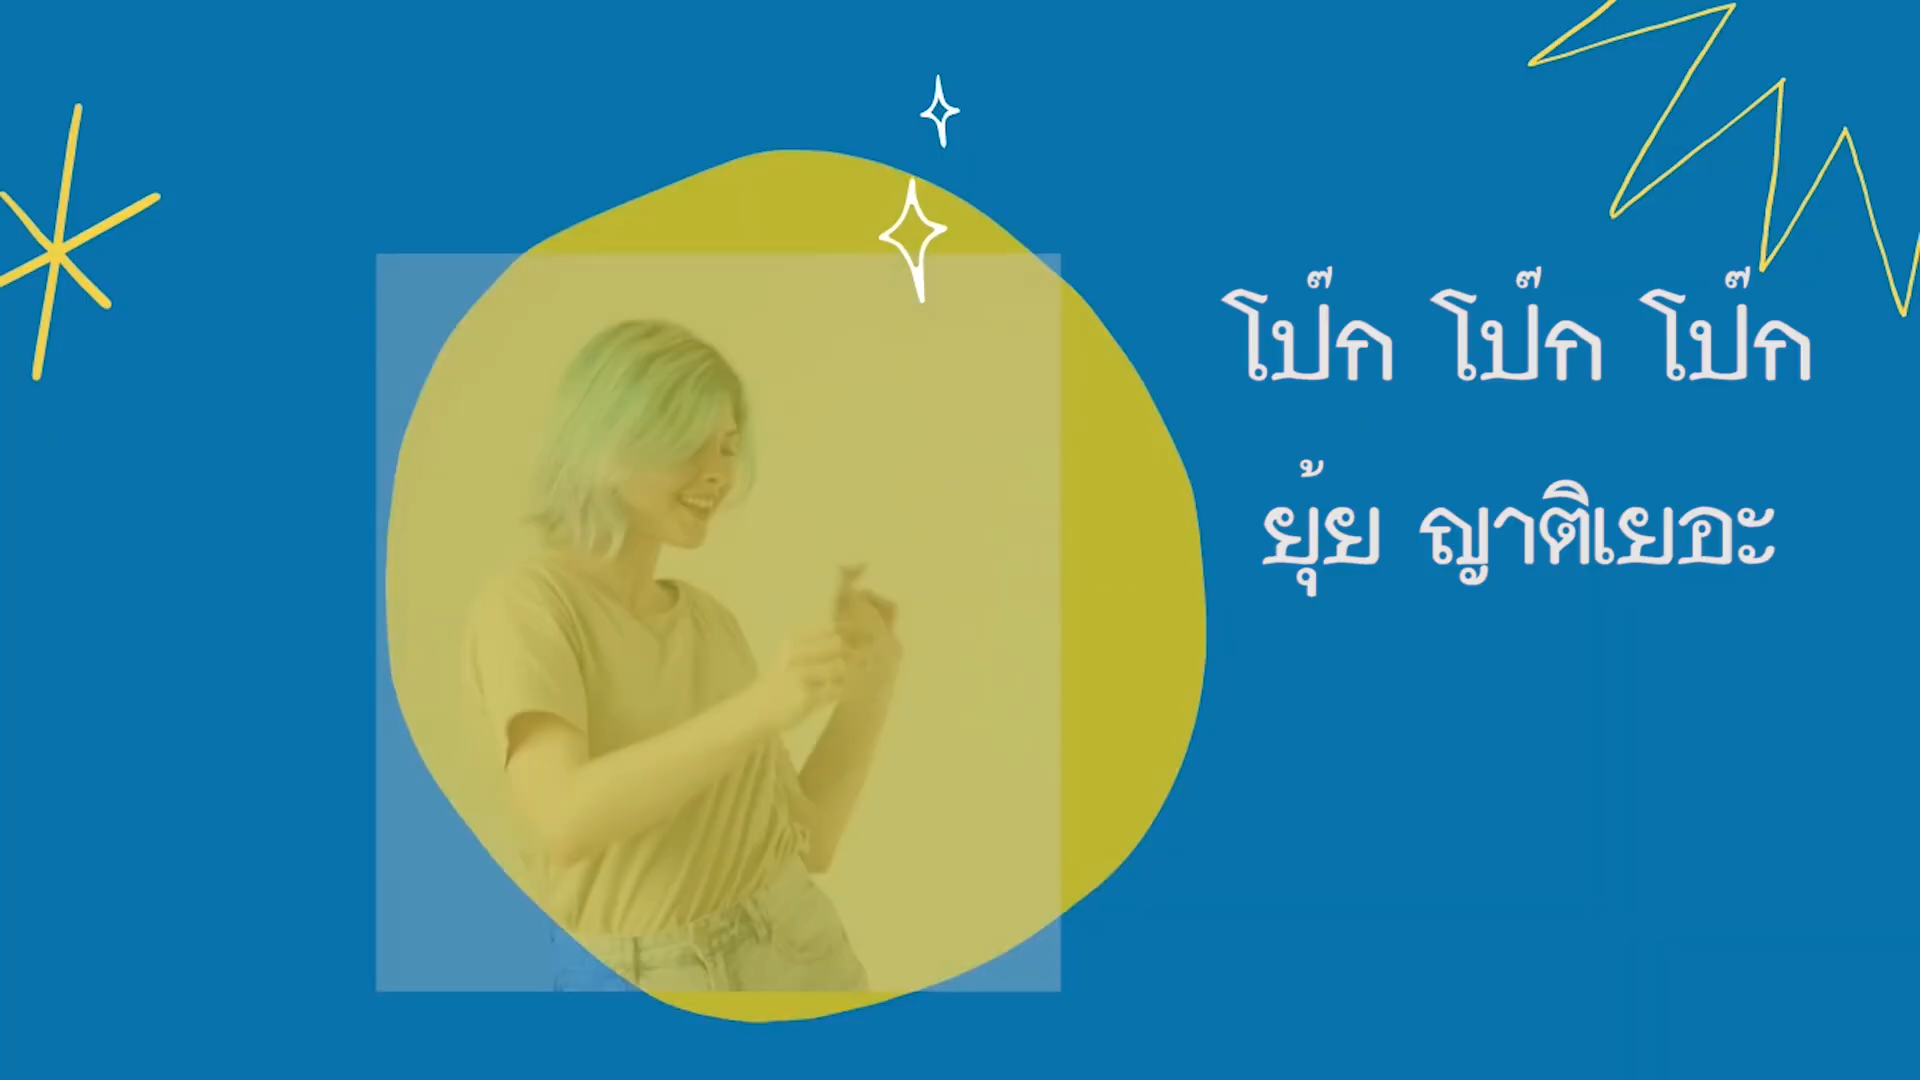 โป๊ก โป๊ก โป๊ก
ยุ้ย ญาติเยอะ